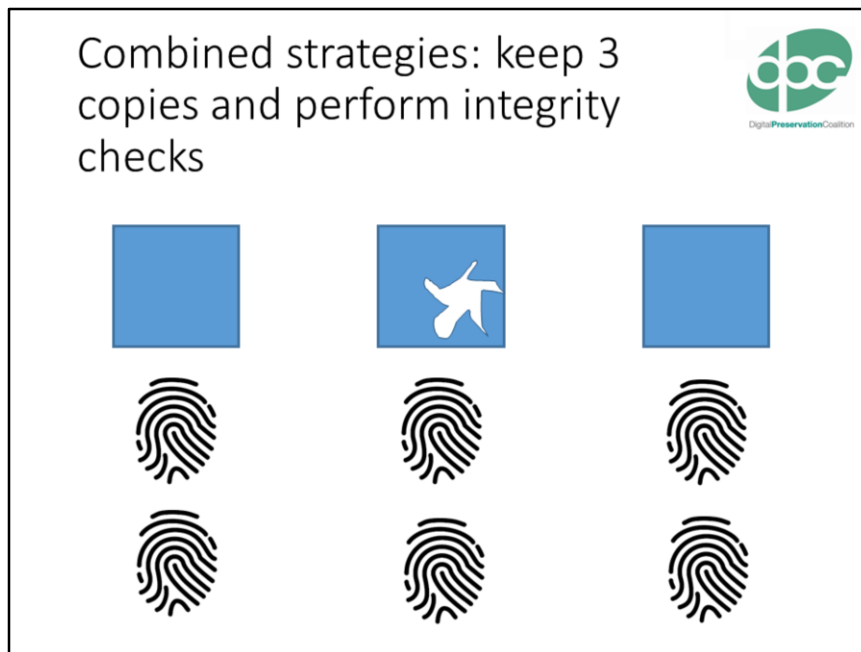 Combined strategies: keep 3
copies and perform integrity
checks
dpc
DigitalPreservationCoalition